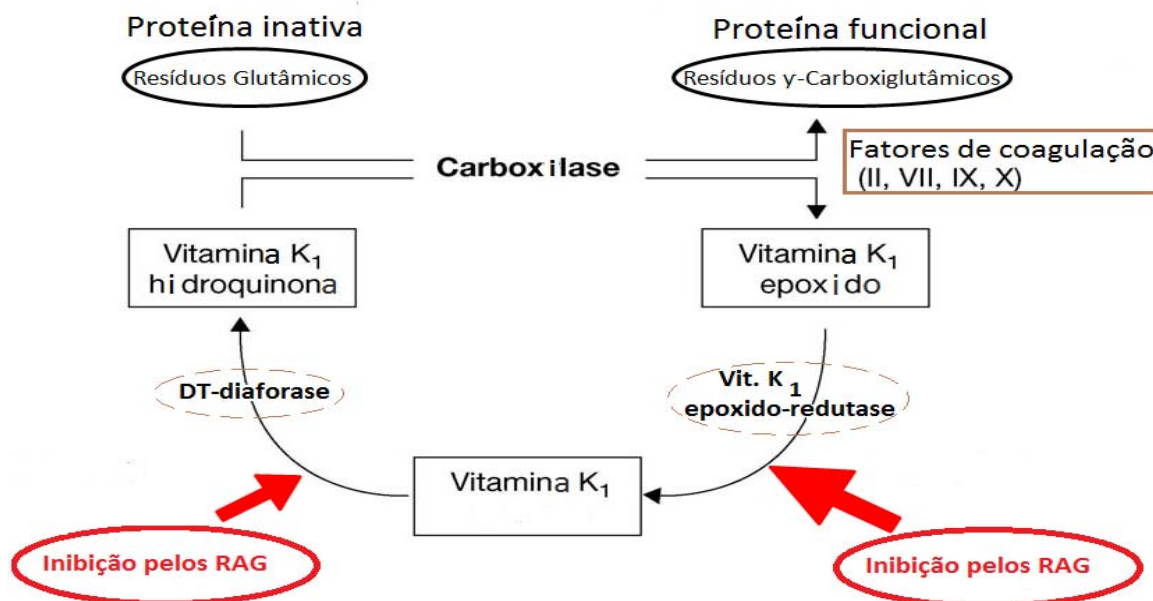 Proteína inativa
Resíduos Glutâmicos
Proteína funcional
Resíduos y-Carboxiglutâmicos
Carboxilase
Fatores de coagulação
(II, VII, IX, X)
Vitamina K₁
hidroquinona
Vitamina K₁
epoxido
DT-diaforase
Vit. K₁
epoxido-redutase
Vitamina K₁
Inibição pelos RAG
Inibição pelos RAG